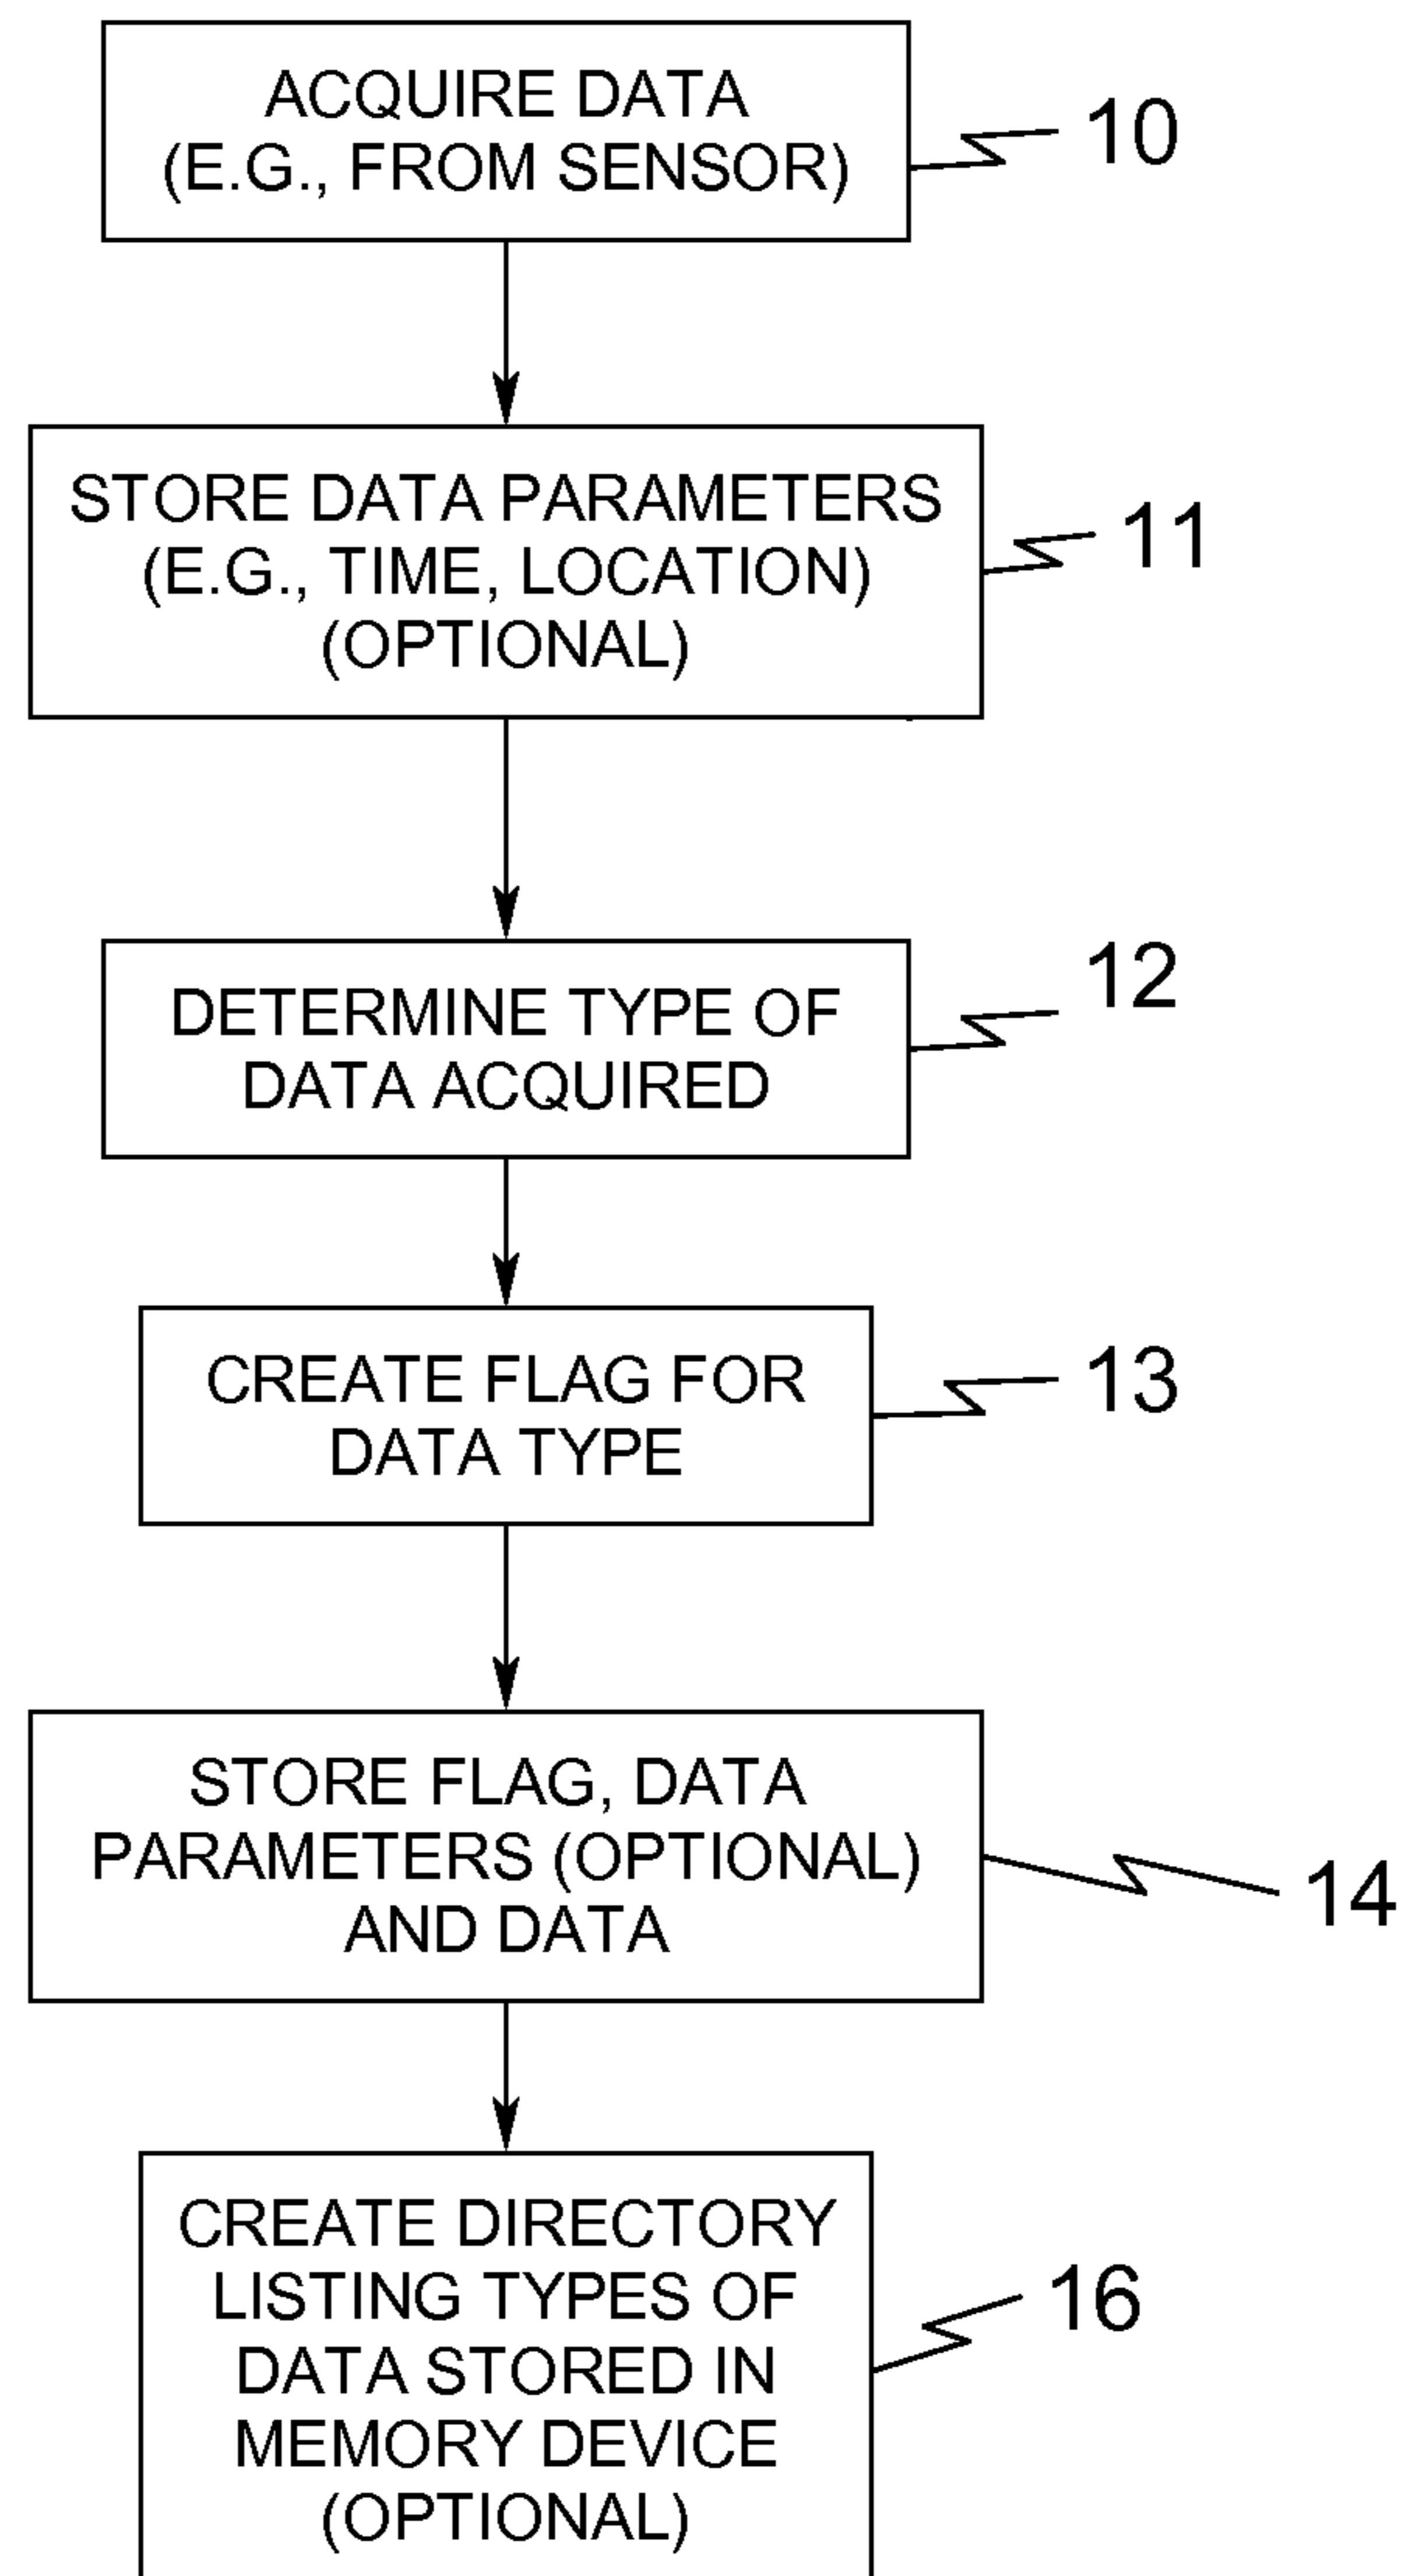 ACQUIRE DATA
(E.G., FROM SENSOR)
10
STORE DATA PARAMETERS
(E.G., TIME, LOCATION)
(OPTIONAL)
11
DETERMINE TYPE OF
DATA ACQUIRED
12
CREATE FLAG FOR
DATA TYPE
13
STORE FLAG, DATA
PARAMETERS (OPTIONAL)
AND DATA
14
CREATE DIRECTORY
LISTING TYPES OF
DATA STORED IN
MEMORY DEVICE
(OPTIONAL)
16